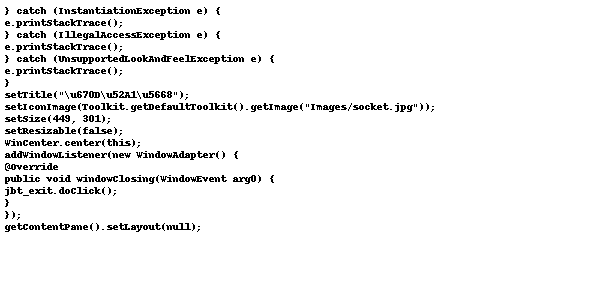 } catch (InstantiationException e) {
e.printStackTrace();
} catch (IllegalAccessException e) {
e.printStackTrace();
} catch (UnsupportedLookAndFeelException e) {
e.printStackTrace();
}
setTitle("\u670D\u52A1\u5668");
setIconImage(Toolkit.getDefaultToolkit().getImage("Images/socket.jpg"));
setSize(449, 301);
setResizable(false);
WinCenter.center(this);
addWindowListener(new WindowAdapter() {
@Override
public void windowClosing(WindowEvent arg0) {
jbt_exit.doClick();
}
});
getContentPane().setLayout(null);